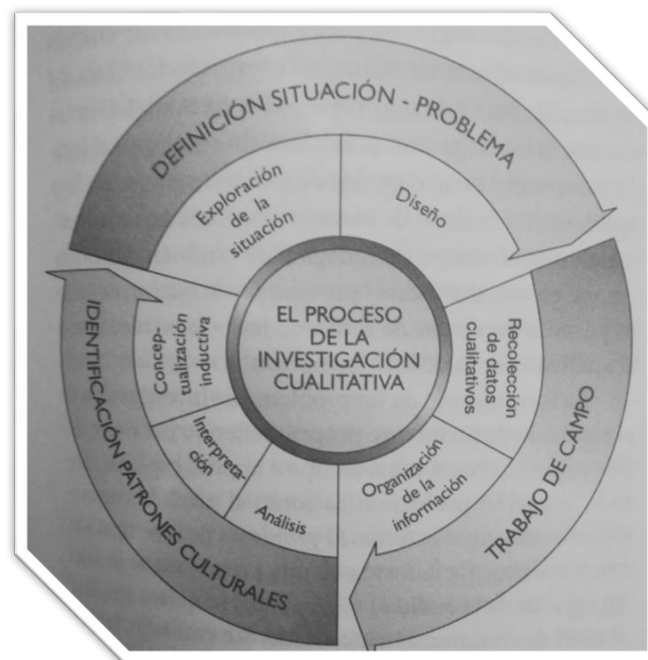 DEFINICION SITUACIÓN - PROBLEMA
Exploración
de la
situación
Diseño
EL PROCESO
DE LA
INVESTIGACIÓN
CUALITATIVA
Recolección
de datos
cualitativos
TRABAJO DE CAMPO
Organización
de la
información
Análisis
Interpreta-
ción
Concep-
tualización
inductiva
IDENTIFICACIÓN PATRONES CULTURALES